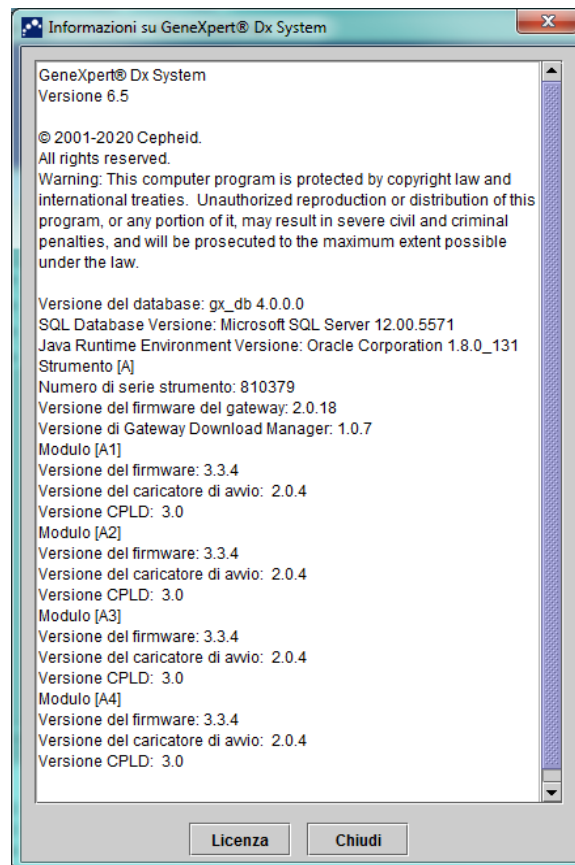 Informazioni su GeneXpert® Dx System
GeneXpert® Dx System
Versione 6.5
© 2001-2020 Cepheid.
All rights reserved.
Warning: This computer program is protected by copyright law and
international treaties.  Unauthorized reproduction or distribution of this
program, or any portion of it, may result in severe civil and criminal
penalties, and will be prosecuted to the maximum extent possible
under the law.
Versione del database: gx_db 4.0.0.0
SQL Database Versione: Microsoft SQL Server 12.00.5571
Java Runtime Environment Versione: Oracle Corporation 1.8.0_131
Strumento [A]
Numero di serie strumento: 810379
Versione del firmware del gateway: 2.0.18
Versione di Gateway Download Manager: 1.0.7
Modulo [A1]
Versione del firmware: 3.3.4
Versione del caricatore di avvio:  2.0.4
Versione CPLD:  3.0
Modulo [A2]
Versione del firmware: 3.3.4
Versione del caricatore di avvio:  2.0.4
Versione CPLD:  3.0
Modulo [A3]
Versione del firmware: 3.3.4
Versione del caricatore di avvio:  2.0.4
Versione CPLD:  3.0
Modulo [A4]
Versione del firmware: 3.3.4
Versione del caricatore di avvio:  2.0.4
Versione CPLD:  3.0
Licenza
Chiudi